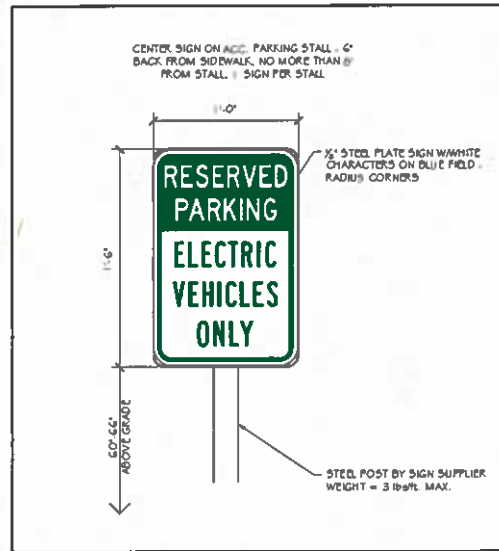 CENTER SIGN ON ACC. PARKING STALL - 6"
BACK FROM SIDEWALK, NO MORE THAN 8'
FROM STALL, 1 SIGN PER STALL
1'-0"
STEEL PLATE SIGN W/WHITE
CHARACTERS ON BLUE FIELD -
RADIUS CORNERS
RESERVED
PARKING
ELECTRIC
VEHICLES
ONLY
1'-6"
60"-66"
ABOVE GRADE
STEEL POST BY SIGN SUPPLIER
WEIGHT = 3 lbs/ft. MAX.